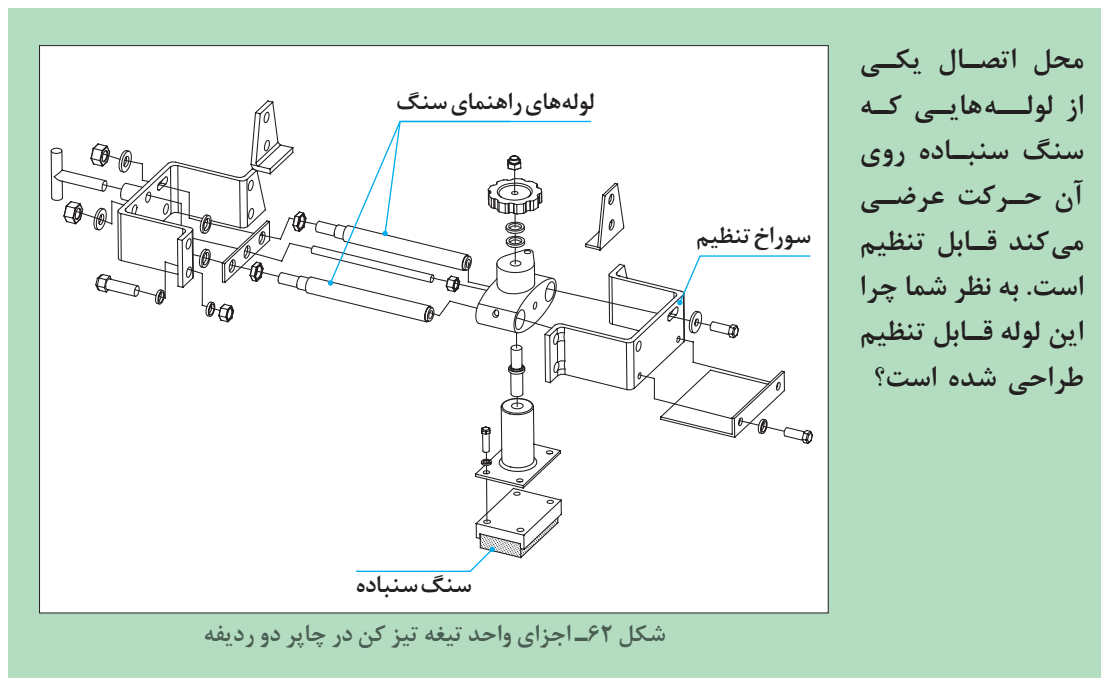 محل اتصال یکی
از لوله‌هایی که
سنگ سنباده روی
آن حرکت عرضی
می‌کند قابل تنظیم
است. به نظر شما چرا
این لوله قابل تنظیم
طراحی شده است؟
لوله‌های راهنمای سنگ
سوراخ تنظیم
سنگ سنباده
شکل ۶۲ـ اجزای واحد تیغه تیز کن در چاپر دو ردیفه